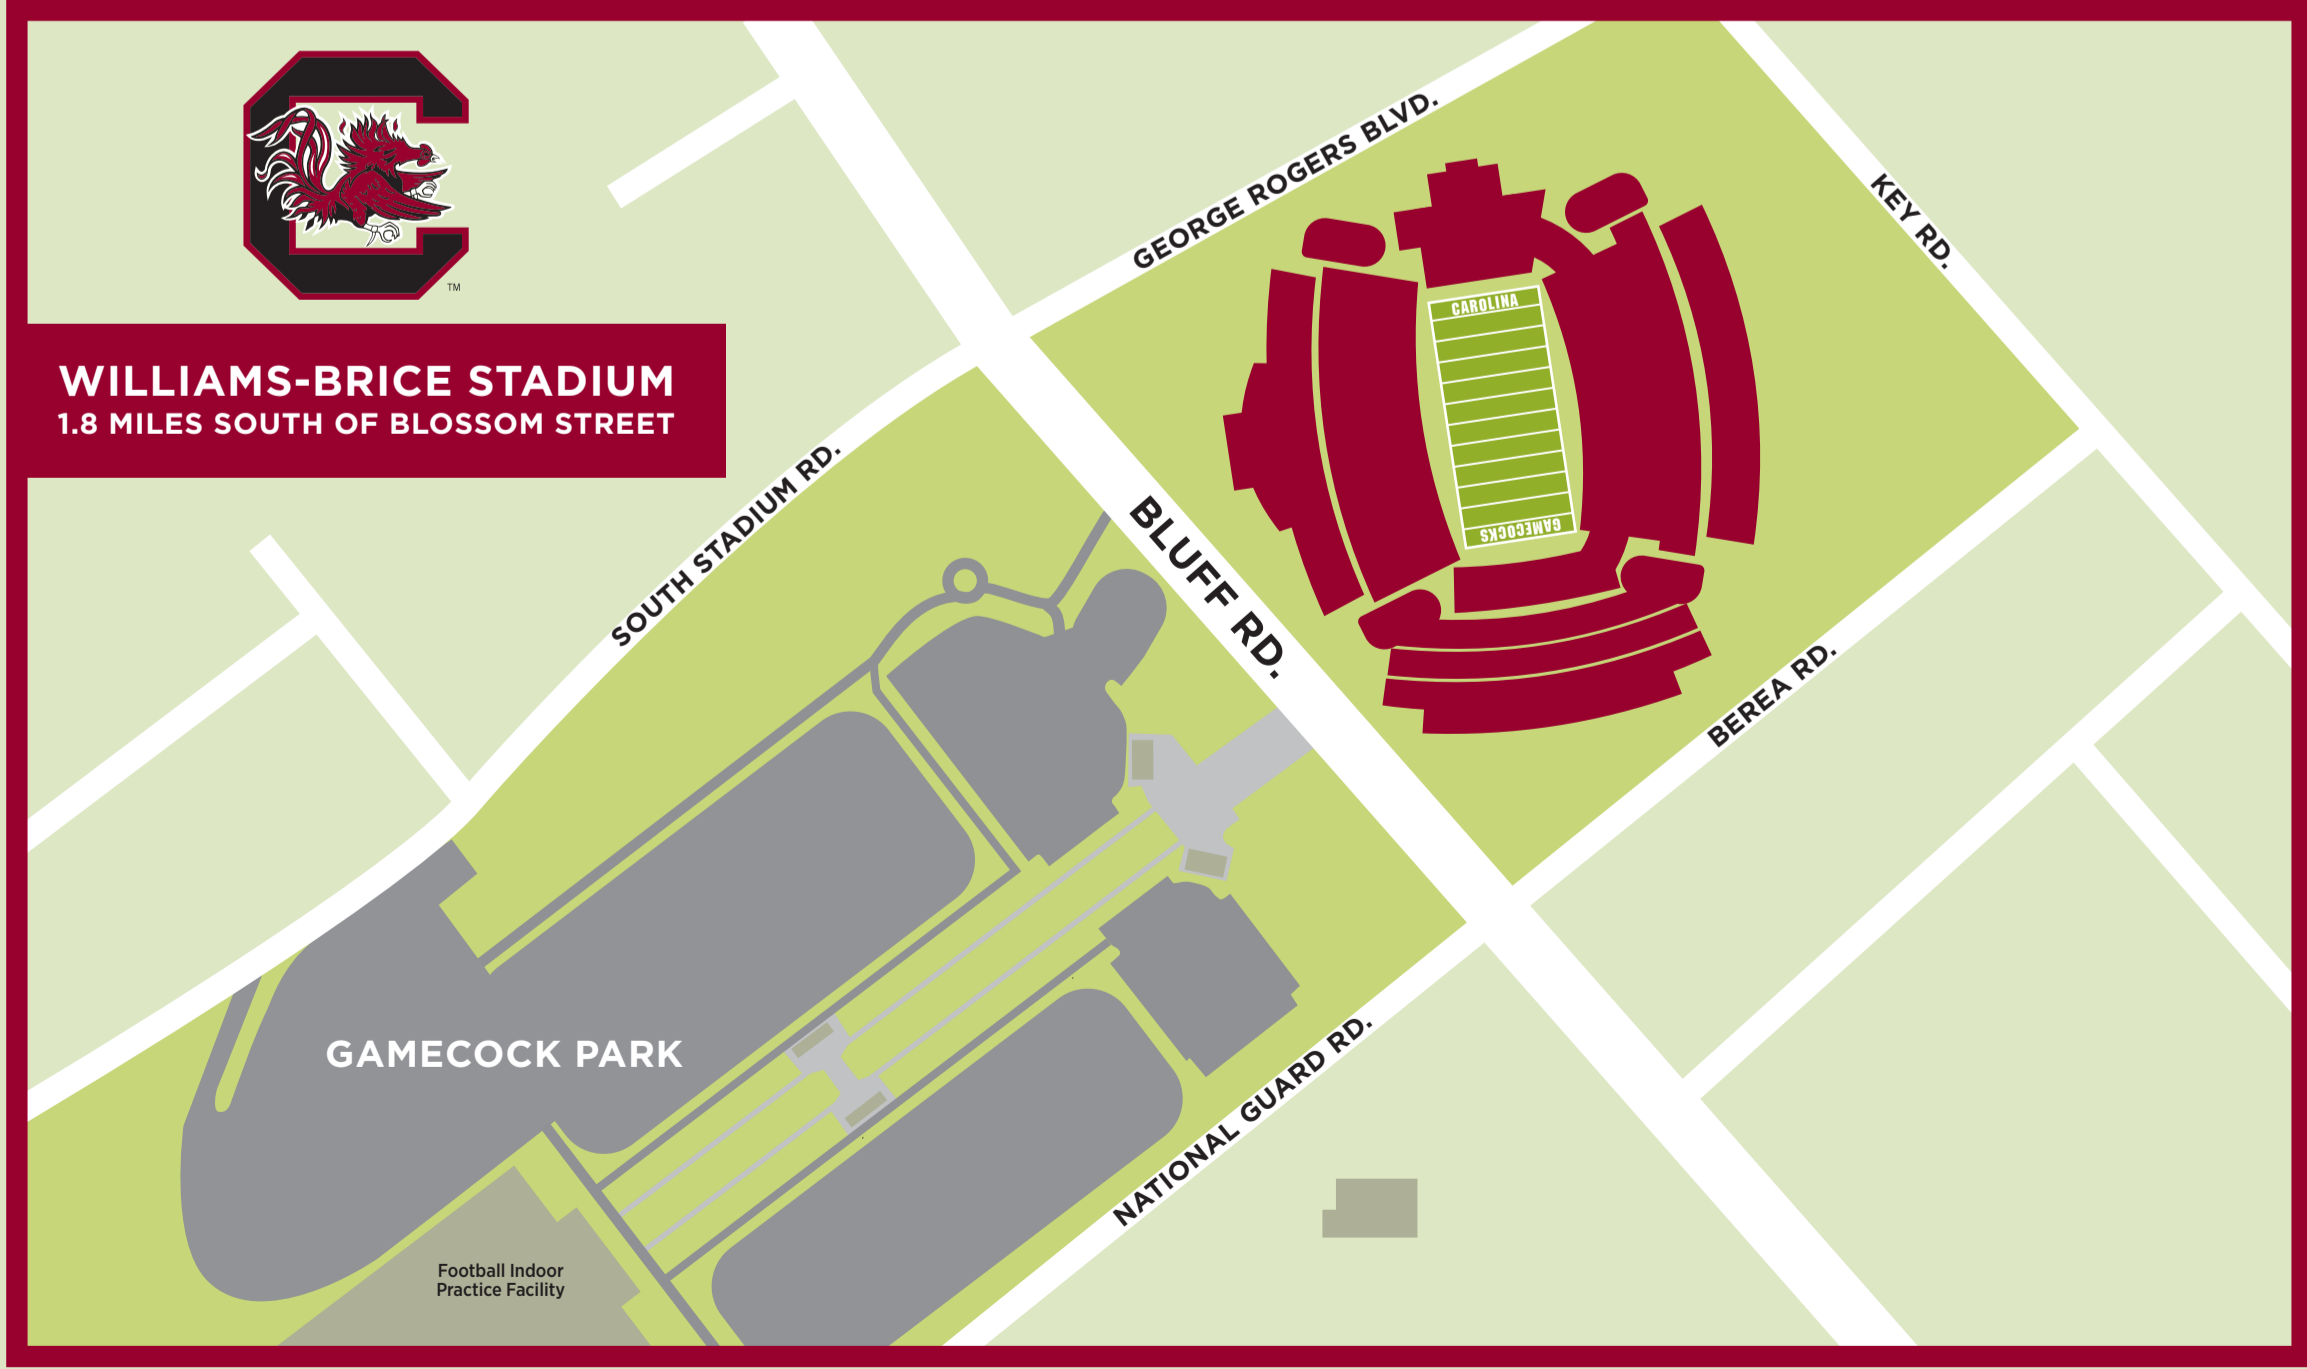 TM
WILLIAMS-BRICE STADIUM
1.8 MILES SOUTH OF BLOSSOM STREET
GEORGE ROGERS BLVD.
KEY RD.
CAROLINA
GAMECOCKS
SOUTH STADIUM RD.
BLUFF RD.
BEREA RD.
GAMECOCK PARK
NATIONAL GUARD RD.
Football Indoor
Practice Facility